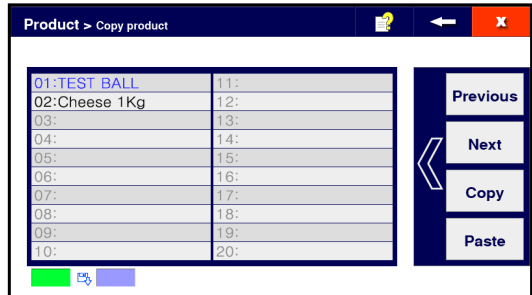 Product > Copy product
X
01:TEST BALL
02:Cheese 1Kg
03:
04:
05:
06:
07:
08:
09:
10:
11:
12:
13:
14:
15:
16:
17:
18:
19:
20:
Previous
Next
Copy
Paste